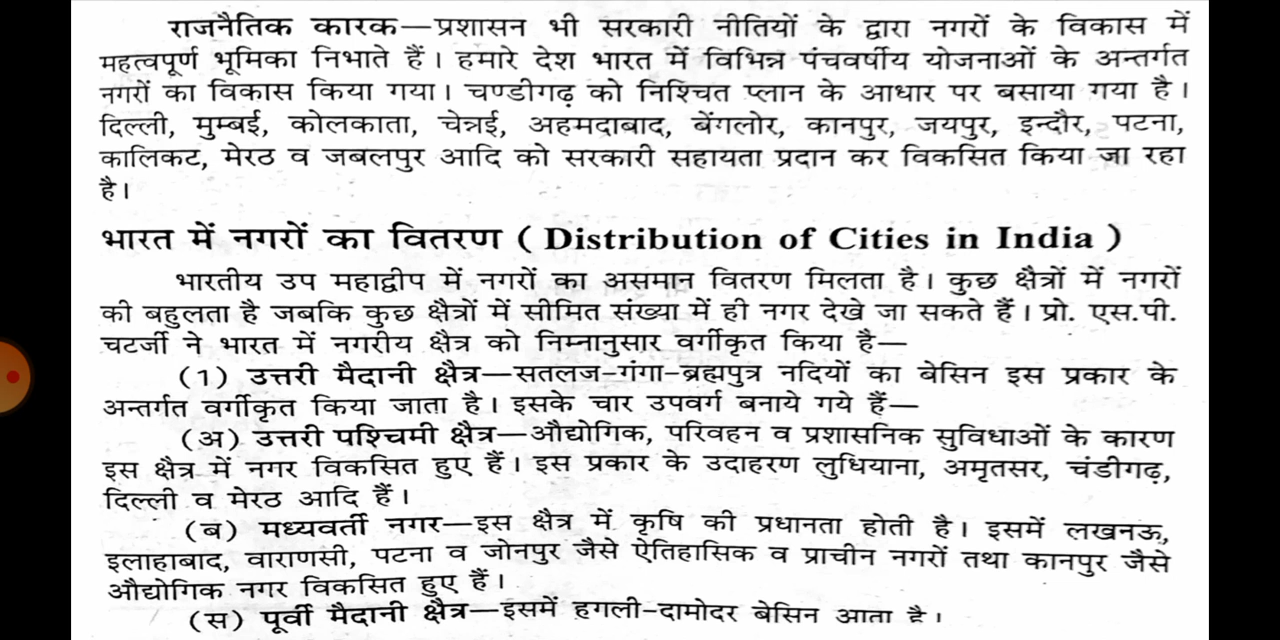 राजनैतिक कारक—प्रशासन भी सरकारी नीतियों के द्वारा नगरों के विकास में
महत्वपूर्ण भूमिका निभाते हैं। हमारे देश भारत में विभिन्न पंचवर्षीय योजनाओं के अन्तर्गत
नगरों का विकास किया गया। चण्डीगढ़ को निश्चित प्लान के आधार पर बसाया गया है।
दिल्ली, मुम्बई, कोलकाता, चेन्नई, अहमदाबाद, बेंगलोर, कानपुर, जयपुर, इन्दौर, पटना,
कालिकट, मेरठ व जबलपुर आदि को सरकारी सहायता प्रदान कर विकसित किया जा रहा
है।
भारत में नगरों का वितरण ( Distribution of Cities in India )
भारतीय उप महाद्वीप में नगरों का असमान वितरण मिलता है। कुछ क्षैत्रों में नगरों
की बहुलता है जबकि कुछ क्षैत्रों में सीमित संख्या में ही नगर देखे जा सकते हैं। प्रो. एस.पी.
चटर्जी ने भारत में नगरीय क्षैत्र को निम्नानुसार वर्गीकृत किया है—
(1) उत्तरी मैदानी क्षैत्र—सतलज-गंगा-ब्रह्मपुत्र नदियों का बेसिन इस प्रकार के
अन्तर्गत वर्गीकृत किया जाता है। इसके चार उपवर्ग बनाये गये हैं—
(अ) उत्तरी पश्चिमी क्षैत्र—औद्योगिक, परिवहन व प्रशासनिक सुविधाओं के कारण
इस क्षैत्र में नगर विकसित हुए हैं। इस प्रकार के उदाहरण लुधियाना, अमृतसर, चंडीगढ़,
दिल्ली व मेरठ आदि हैं।
(ब) मध्यवर्ती नगर—इस क्षैत्र में कृषि की प्रधानता होती है। इसमें लखनऊ,
इलाहाबाद, वाराणसी, पटना व जोनपुर जैसे ऐतिहासिक व प्राचीन नगरों तथा कानपुर जैसे
औद्योगिक नगर विकसित हुए हैं।
(स) पूर्वी मैदानी क्षैत्र—इसमें हुगली-दामोदर बेसिन आता है।